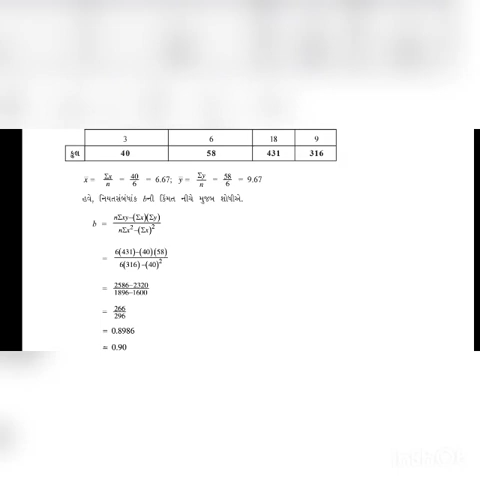 3 6 18 9
કુલ 40 58 431 316
x̄ = Σx/n = 40/6 = 6.67; ȳ = Σy/n = 58/6 = 9.67
હવે, નિયતસંબંધાંક bની કિંમત નીચે મુજબ શોધીએ.
b = nΣxy–(Σx)(Σy) / nΣx²–(Σx)²
= 6(431)–(40)(58) / 6(316)–(40)²
= 2586–2320 / 1896–1600
= 266/296
= 0.8986
≈ 0.90